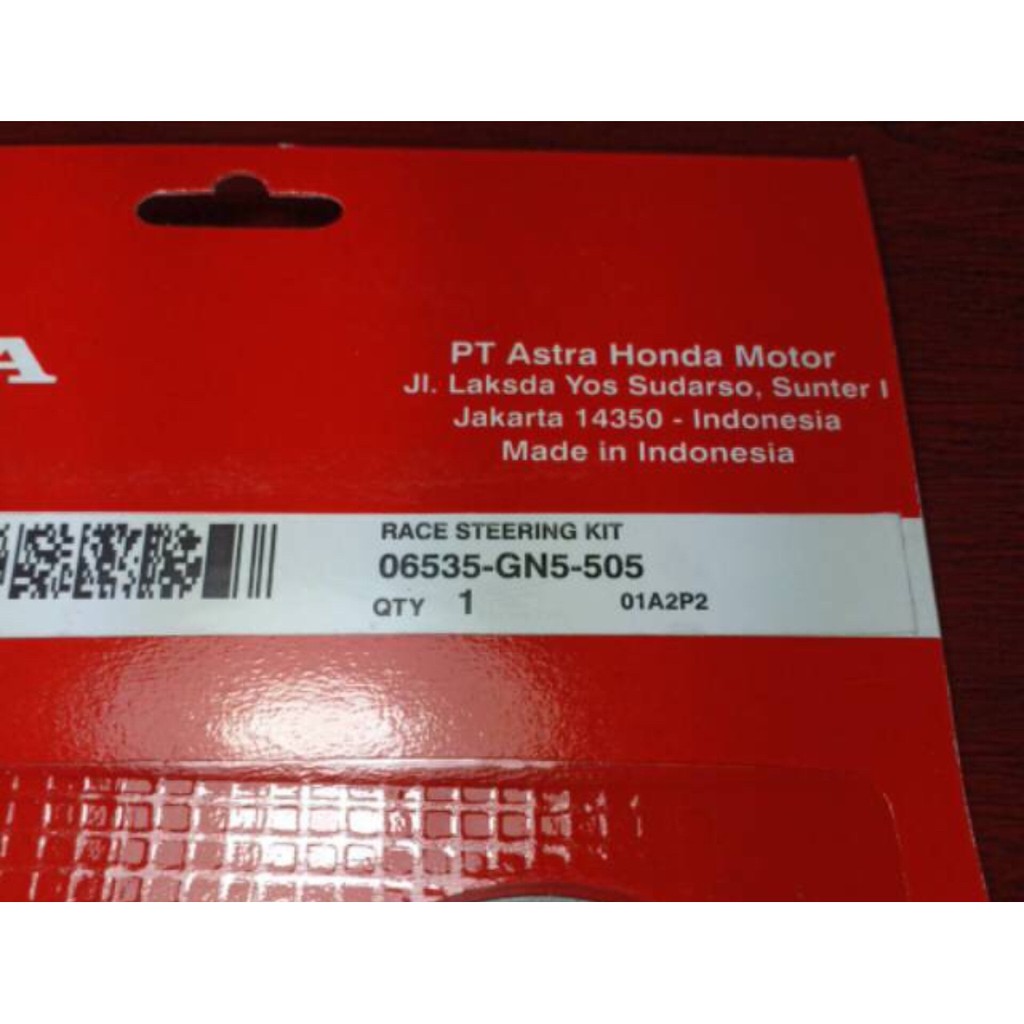 A
PT Astra Honda Motor
Jl. Laksda Yos Sudarso, Sunter I
Jakarta 14350 - Indonesia
Made in Indonesia
RACE STEERING KIT
06535-GN5-505
QTY 1 01A2P2